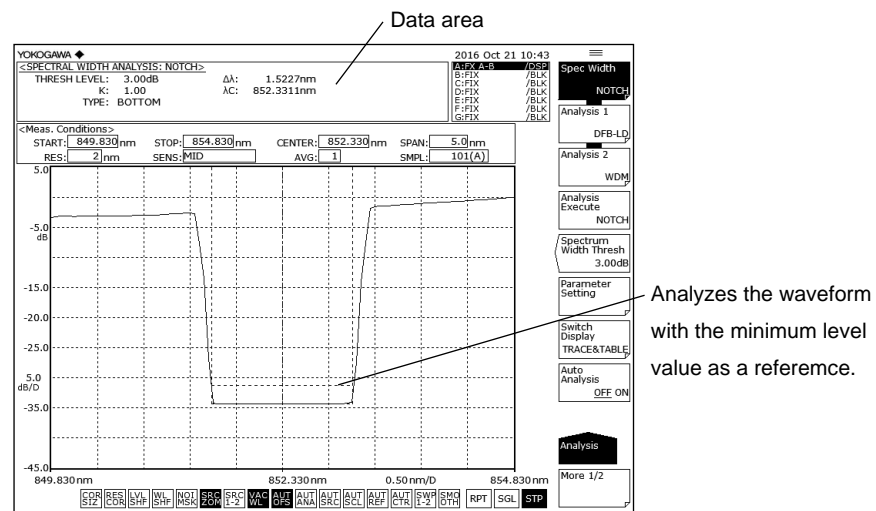 Data area
YOKOGAWA ◆
2016 Oct 21 10:43
<SPECTRAL WIDTH ANALYSIS: NOTCH>
THRESH LEVEL: 3.00dB Δλ: 1.5227nm
K: 1.00 λC: 852.3311nm
TYPE: BOTTOM
A:FX A-B /DSP
B:FIX /BLK
C:FIX /BLK
D:FIX /BLK
E:FIX /BLK
F:FIX /BLK
G:FIX /BLK
<Meas. Conditions>
START: 849.830 nm STOP: 854.830 nm CENTER: 852.330 nm SPAN: 5.0 nm
RES: 2 nm SENS: MID AVG: 1 SMPL: 101(A)
5.0
-5.0
dB
-15.0
-20.0
-25.0
5.0
dB/D
-35.0
-45.0
849.830nm 852.330nm 0.50nm/D 854.830nm
COR SIZ
RES COR
LVL SHF
WL SHF
NOI MSK
SRC ZOM
SRC 1-2
VAC WL
AUT OFS
AUT ANA
AUT SRC
AUT SCL
AUT REF
AUT CTR
SWP 1-2
SMO OTH
RPT
SGL
STP
Spec Width
NOTCH
Analysis 1
DFB-LD
Analysis 2
WDM
Analysis
Execute
NOTCH
Spectrum
Width Thresh
3.00dB
Parameter
Setting
Switch
Display
TRACE&TABLE
Auto
Analysis
OFF ON
Analysis
More 1/2
Analyzes the waveform
with the minimum level
value as a referemce.